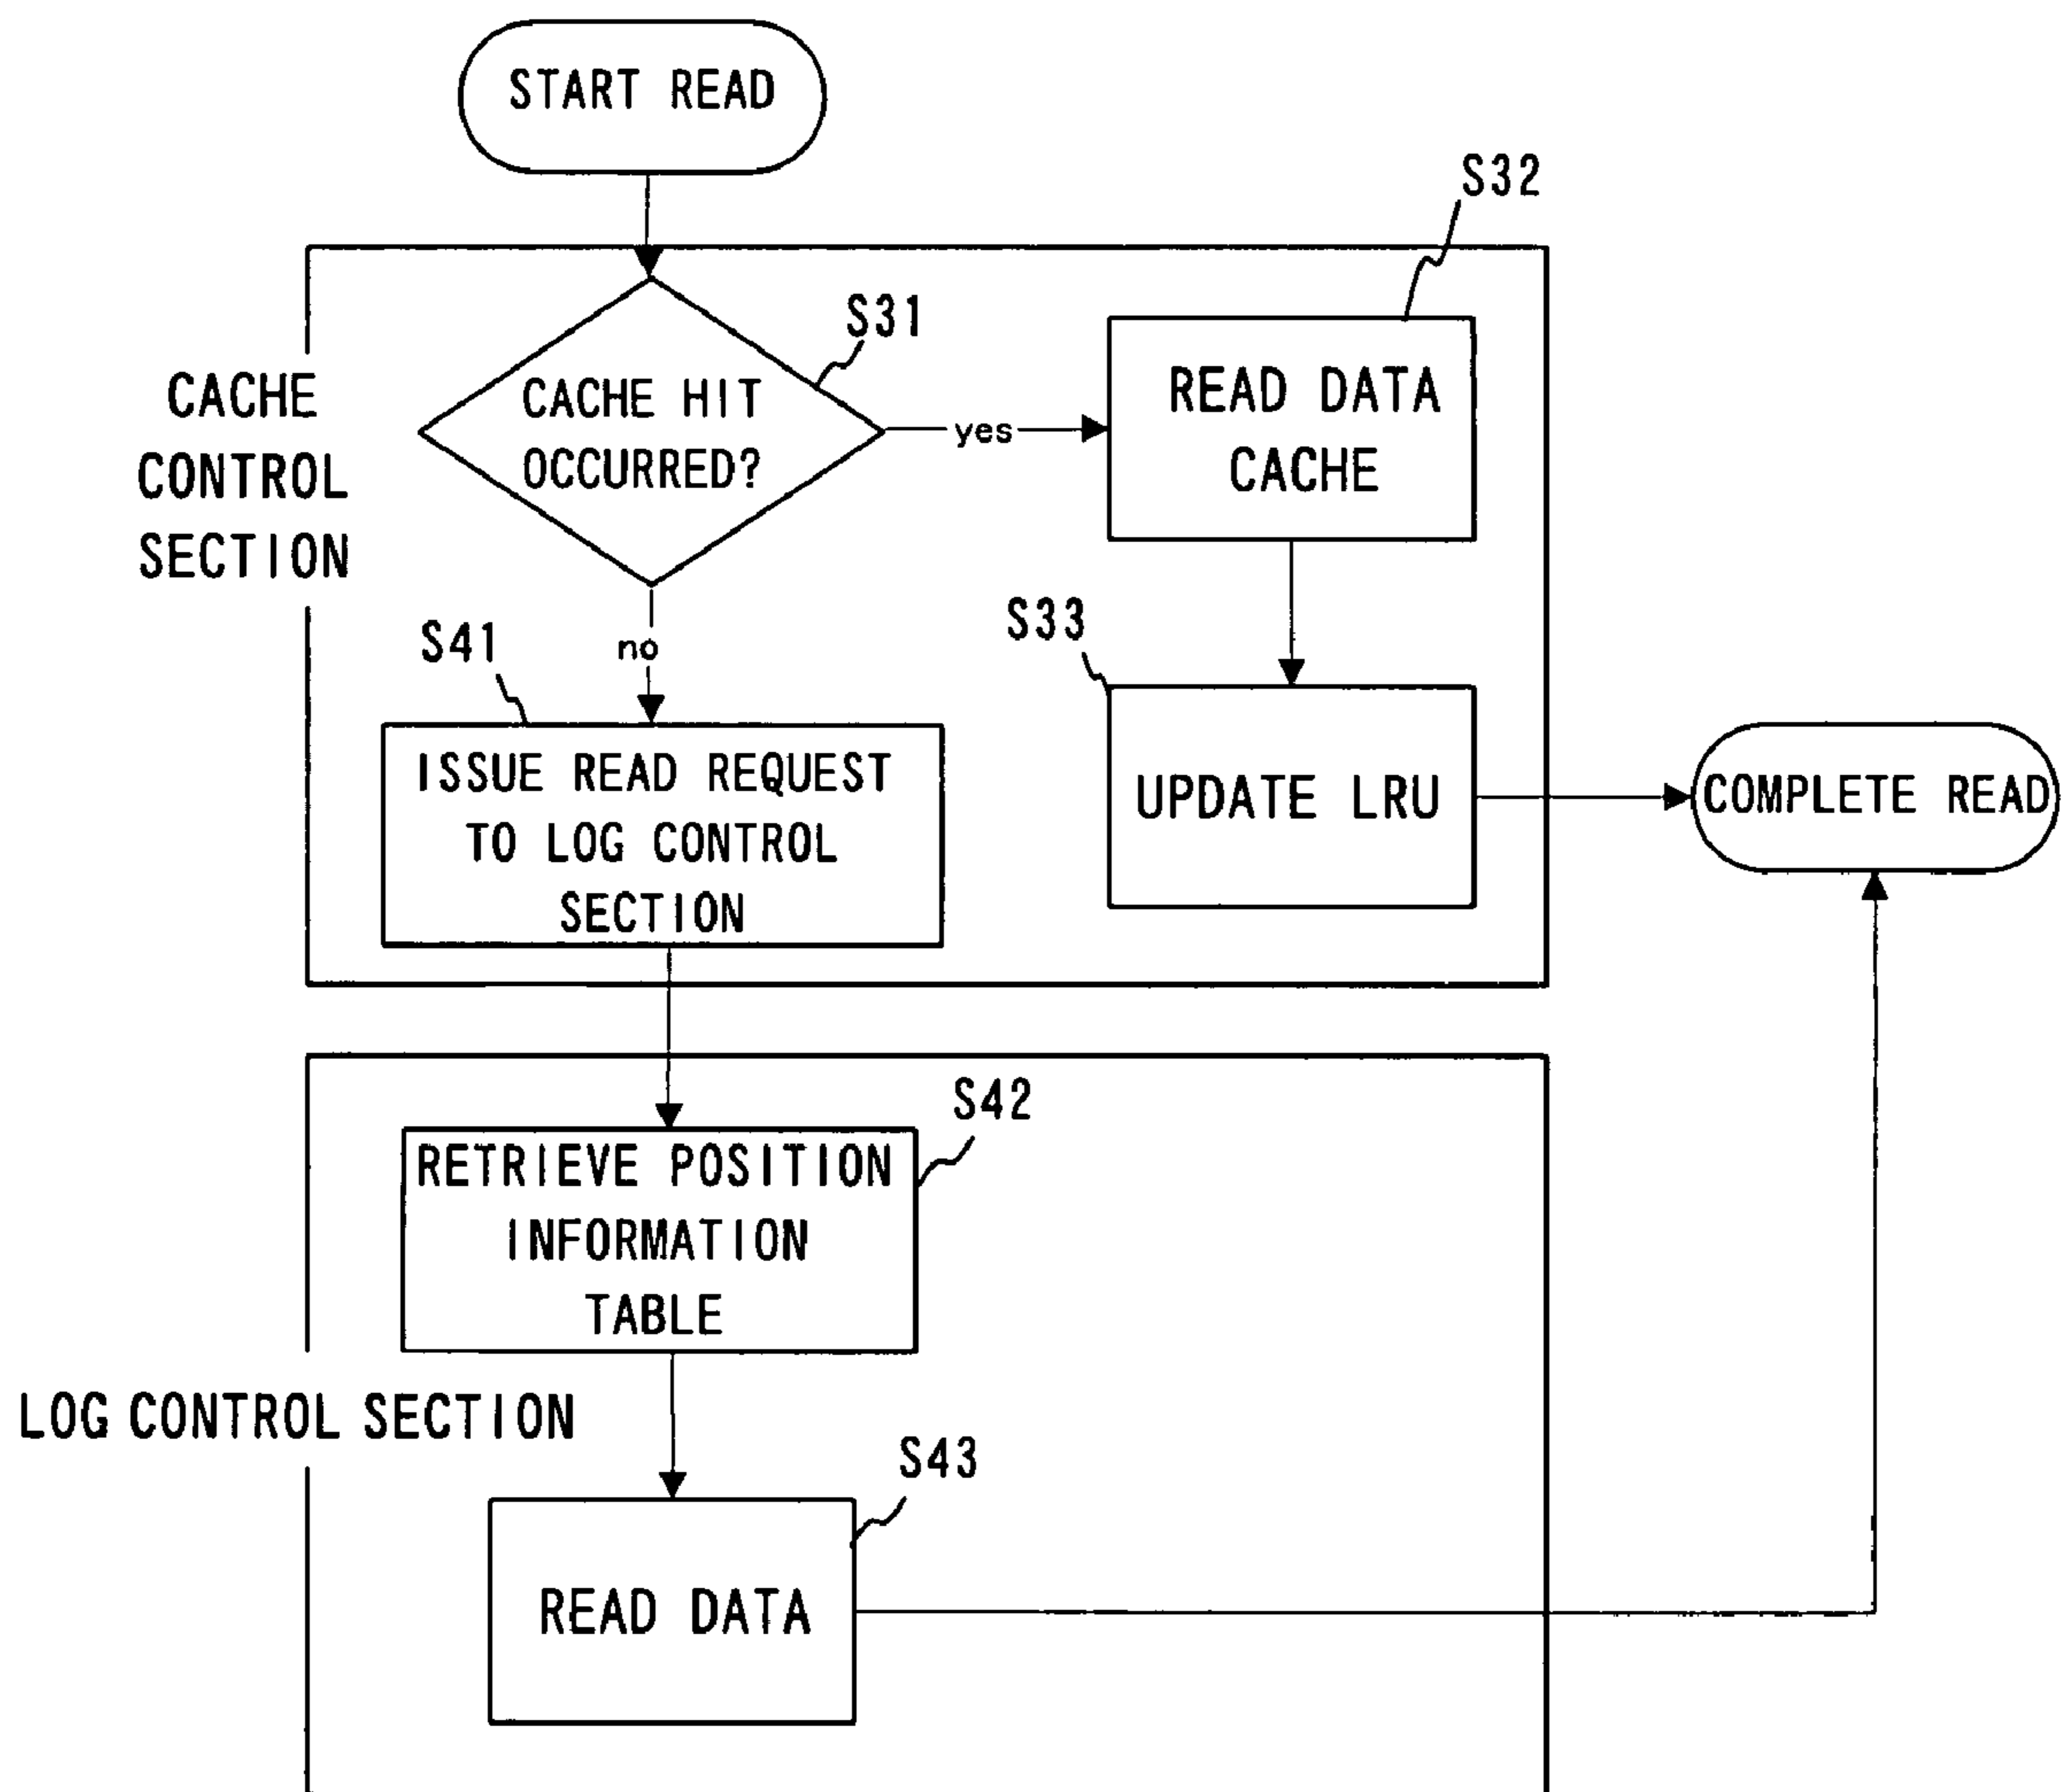 START READ
S32
S31
CACHE
CONTROL
SECTION
CACHE HIT
OCCURRED?
yes
READ DATA
CACHE
no
S41
S33
ISSUE READ REQUEST
TO LOG CONTROL
SECTION
UPDATE LRU
COMPLETE READ
S42
RETRIEVE POSITION
INFORMATION
TABLE
LOG CONTROL SECTION
S43
READ DATA